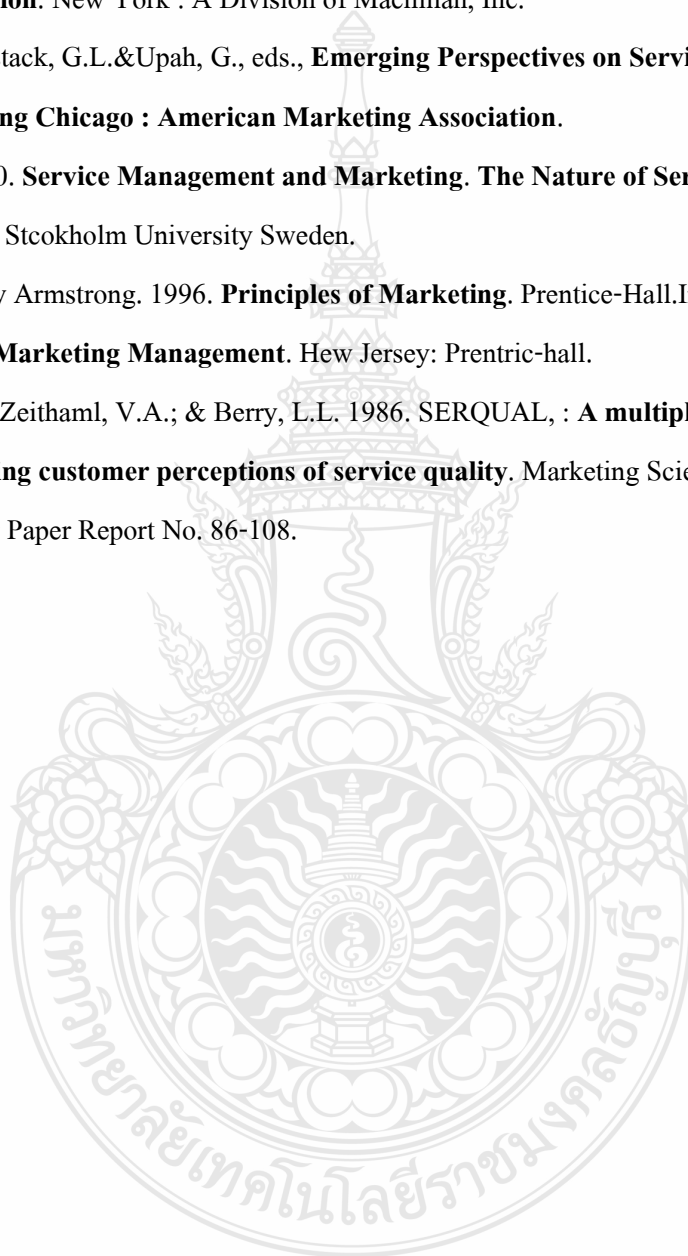 ion. New York : A Division of Macmillan, Inc.
tack, G.L.&Upah, G., eds., Emerging Perspectives on Servi
ng Chicago : American Marketing Association.
0. Service Management and Marketing. The Nature of Ser
Stcokholm University Sweden.
y Armstrong. 1996. Principles of Marketing. Prentice-Hall.I
Marketing Management. Hew Jersey: Prentric-hall.
Zeithaml, V.A.; & Berry, L.L. 1986. SERQUAL, : A multipl
ing customer perceptions of service quality. Marketing Scie
Paper Report No. 86-108.
มหาวิทยาลัยเทคโนโลยีราชมงคลธัญบุรี